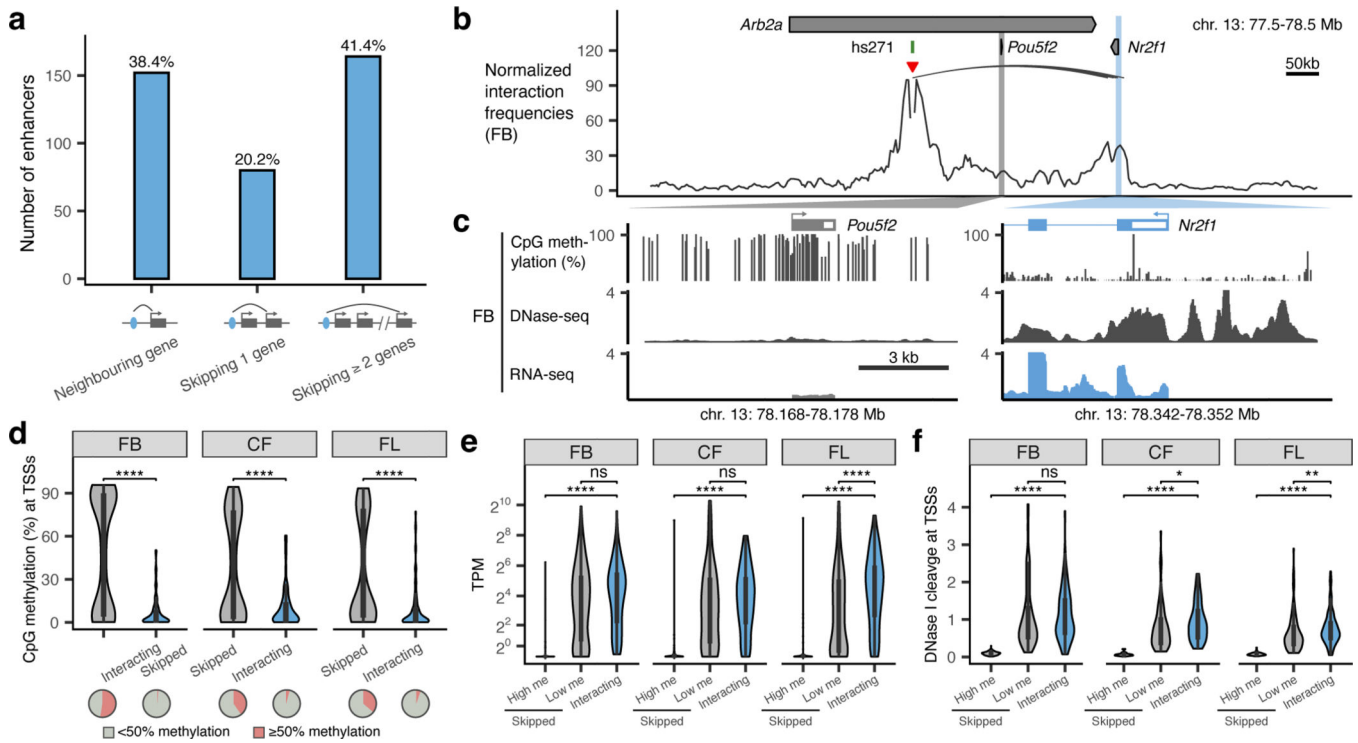 a
Number of enhancers
150
100
50
0
38.4%
20.2%
41.4%
Neighbouring gene
Skipping 1 gene
Skipping ≥ 2 genes
b
Arb2a
chr. 13: 77.5-78.5 Mb
hs271
Pou5f2
Nr2f1
50kb
Normalized
interaction
frequencies
(FB)
120
90
60
30
0
c
Pou5f2
Nr2f1
FB
CpG meth-
ylation (%)
100
100
DNase-seq
4
4
RNA-seq
4
4
3 kb
chr. 13: 78.168-78.178 Mb
chr. 13: 78.342-78.352 Mb
d
FB
CF
FL
****
****
****
CpG methylation (%) at TSSs
90
60
30
0
Interacting
Skipped
Skipped
Interacting
Skipped
Interacting
<50% methylation
≥50% methylation
e
FB
CF
FL
ns
****
ns
****
****
****
TPM
2^10
2^8
2^6
2^4
2^2
2^0
High me
Low me
Interacting
Skipped
High me
Low me
Interacting
Skipped
High me
Low me
Interacting
Skipped
f
FB
CF
FL
ns
****
*
****
**
****
DNase I cleavge at TSSs
4
3
2
1
0
High me
Low me
Interacting
Skipped
High me
Low me
Interacting
Skipped
High me
Low me
Interacting
Skipped